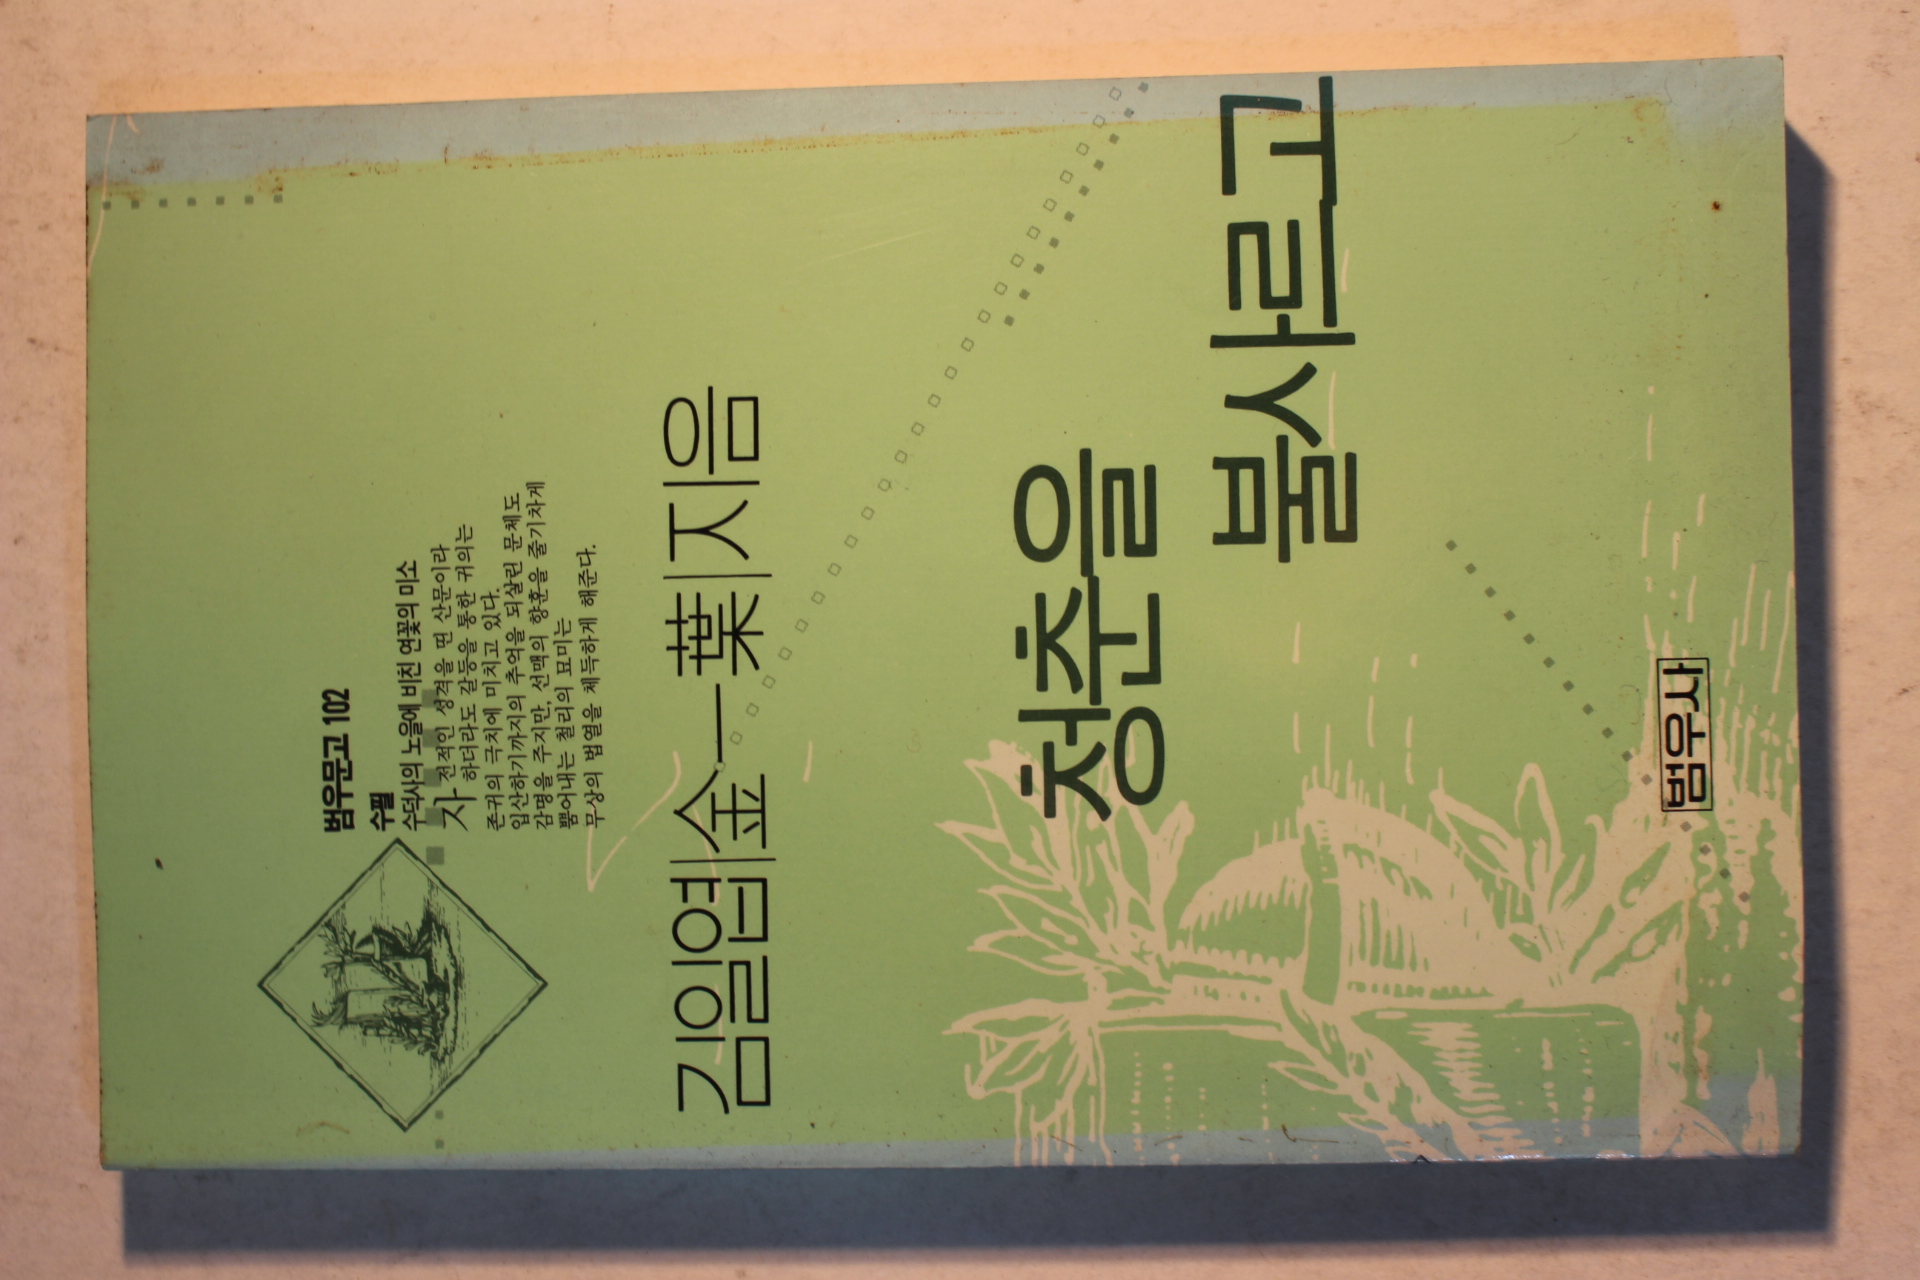 범우문고 102
수필
수덕사의 노을에 비친 연꽃의 미소
자전적인 성격을 띤 산문이라
하더라도 갈등을 통한 귀의는
존귀의 극치에 미치고 있다.
입산하기까지의 추억을 되살린 문체도
감명을 주지만, 선맥의 향훈을 줄기차게
뿜어내는 철리의 묘미는
무상의 법열을 체득하게 해준다.
김일엽金一葉 지음
청춘을
불사르고
범우사